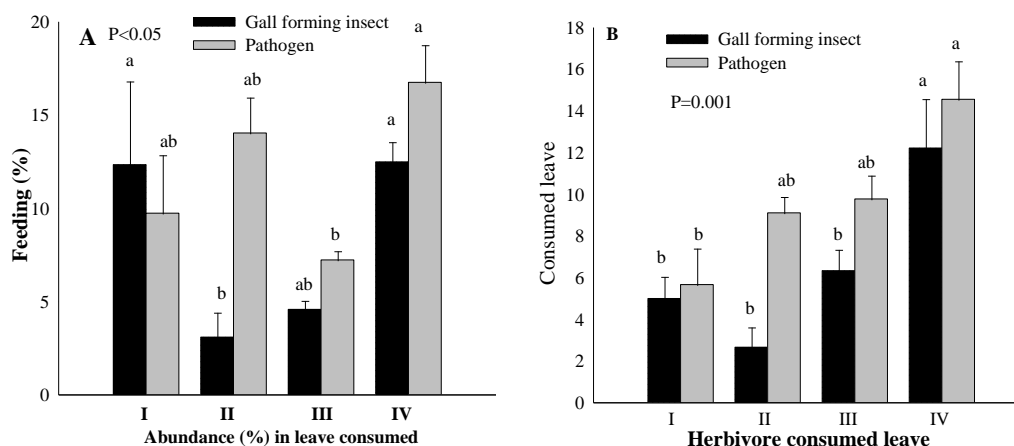 A
P<0.05
Gall forming insect
Pathogen
20
15
10
5
0
Feeding (%)
a
ab
b
ab
ab
b
a
a
I II III IV
Abundance (%) in leave consumed
B
Gall forming insect
Pathogen
P=0.001
18
16
14
12
10
8
6
4
2
0
Consumed leave
b
b
b
ab
b
ab
a
a
I II III IV
Herbivore consumed leave